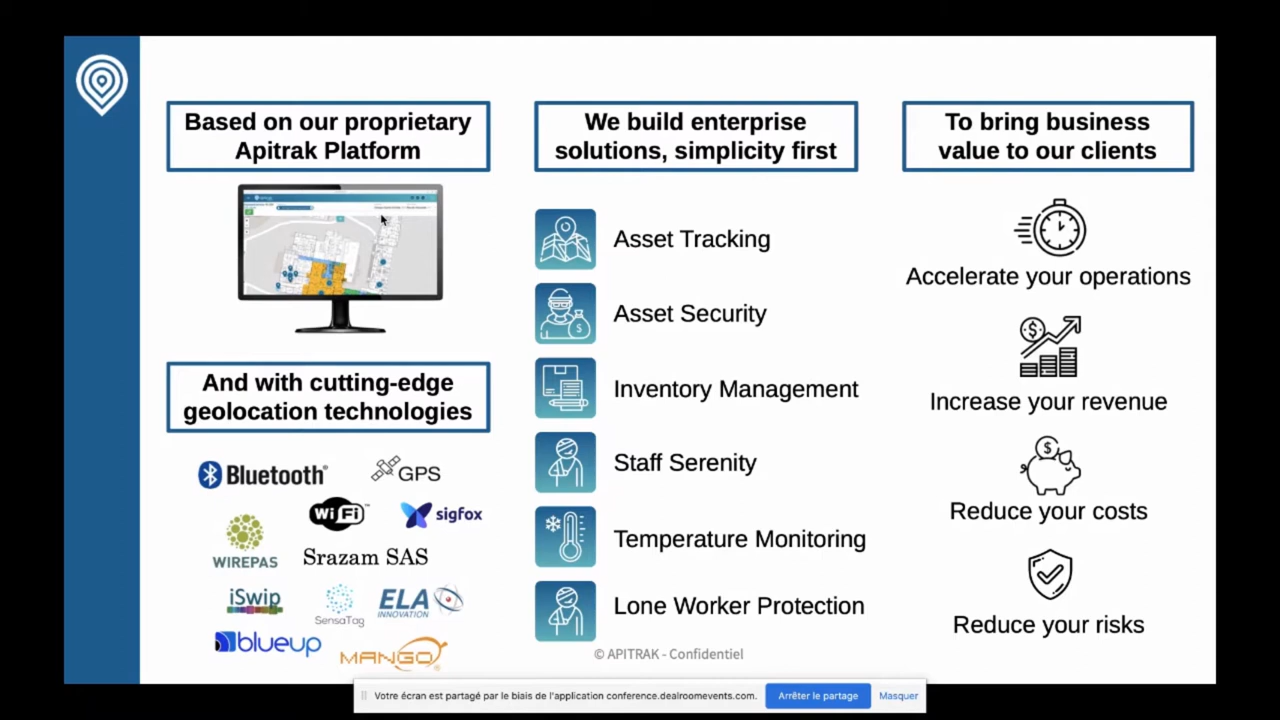 Based on our proprietary
Apitrak Platform
And with cutting-edge
geolocation technologies
Bluetooth®
GPS
WiFi™
sigfox
WIREPAS
Srazam SAS
iSwip
SensaTag
ELA
INNOVATION
blueup
MANGO®
We build enterprise
solutions, simplicity first
Asset Tracking
Asset Security
Inventory Management
Staff Serenity
Temperature Monitoring
Lone Worker Protection
To bring business
value to our clients
Accelerate your operations
Increase your revenue
Reduce your costs
Reduce your risks
© APITRAK - Confidentiel
Votre écran est partagé par le biais de l'application conference.dealroomevents.com.
Arrêter le partage
Masquer